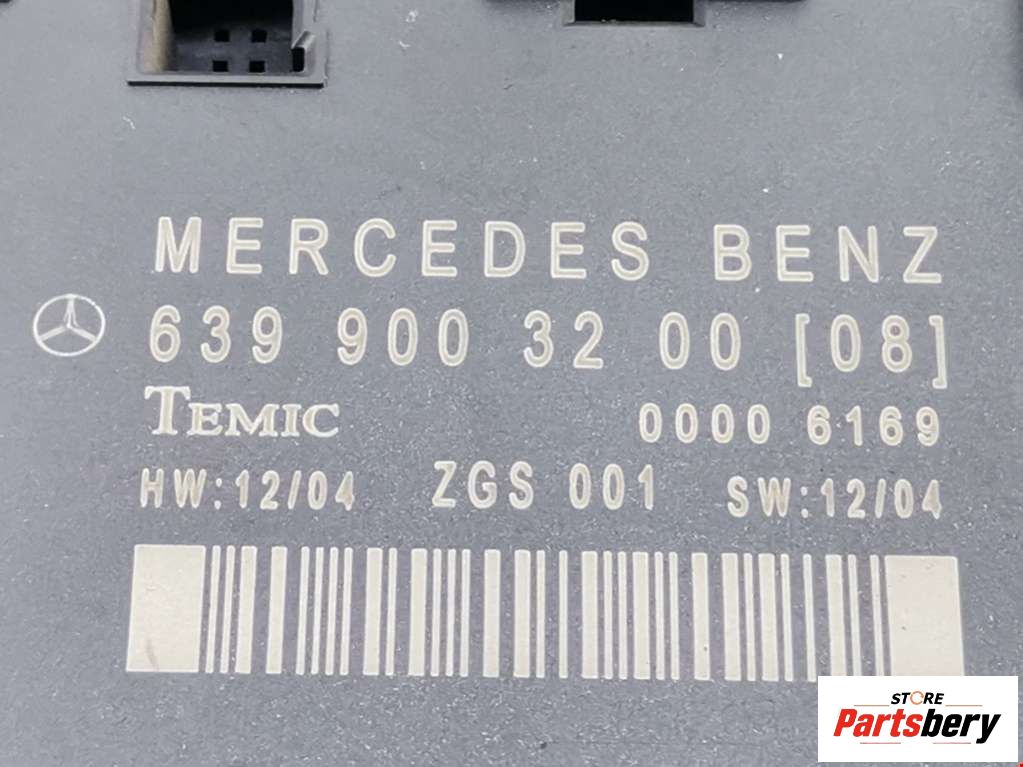 MERCEDES BENZ
639 900 32 00 [08]
TEMIC 0000 6169
HW:12/04 ZGS 001 SW:12/04
STORE
Partsbery